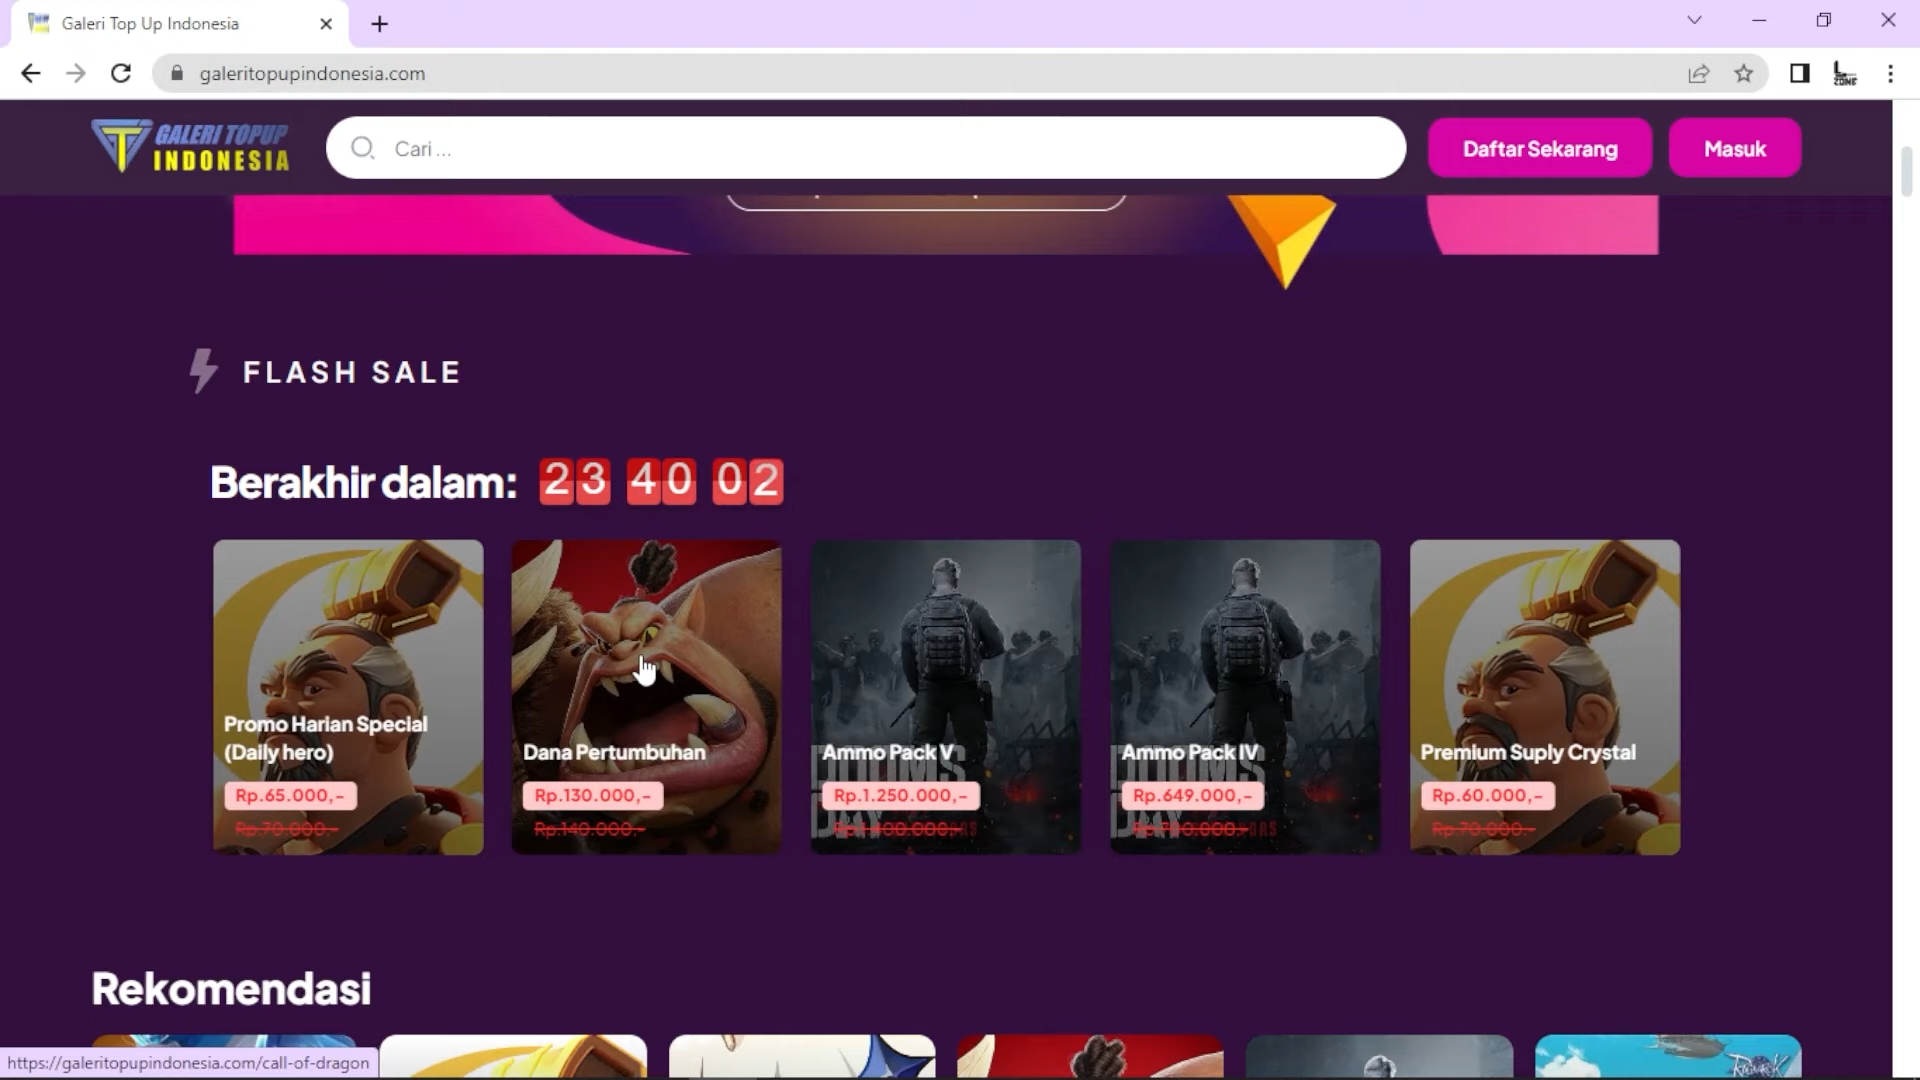 Galeri Top Up Indonesia
galeritopupindonesia.com
GALERI TOPUP
INDONESIA
Cari ...
Daftar Sekarang
Masuk
FLASH SALE
Berakhir dalam: 23 40 02
Promo Harian Special
(Daily hero)
Rp.65.000,-
Rp.70.000,-
Dana Pertumbuhan
Rp.130.000,-
Rp.140.000,-
Ammo Pack V
Rp.1.250.000,-
Ammo Pack IV
Rp.649.000,-
Premium Suply Crystal
Rp.60.000,-
Rp.70.000,-
Rekomendasi
https://galeritopupindonesia.com/call-of-dragon